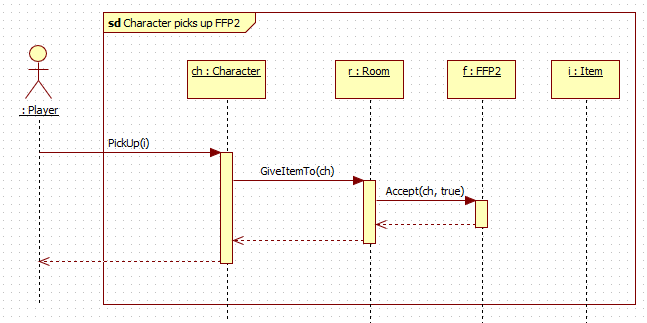 sd Character picks up FFP2
ch : Character
r : Room
f : FFP2
i : Item
: Player
PickUp(i)
GiveItemTo(ch)
Accept(ch, true)